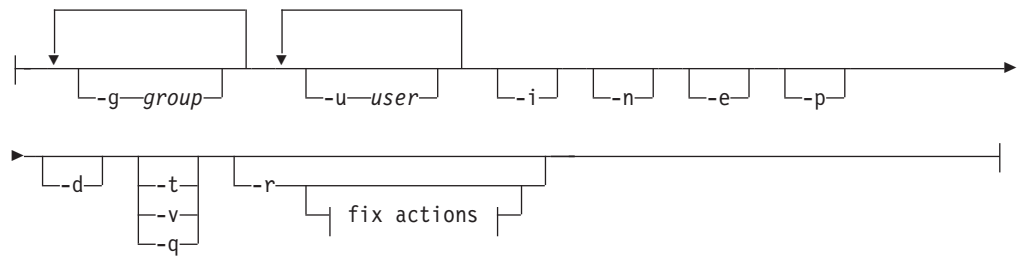 -g group -u user -i -n -e -p
-d -t -r
-v fix actions
-q